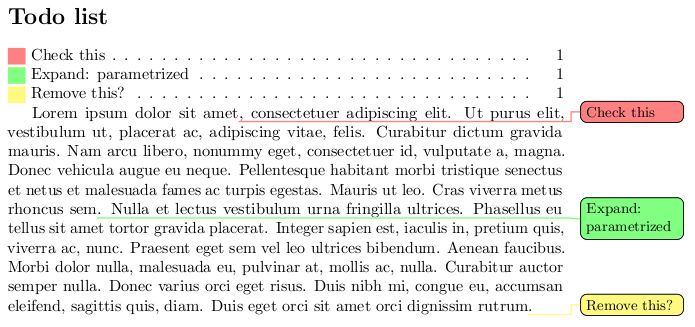 Todo list
Check this . . . . . . . . . . . . . . . . . . . . . . . . . . . . . 1
Expand: parametrized . . . . . . . . . . . . . . . . . . . . . . . 1
Remove this? . . . . . . . . . . . . . . . . . . . . . . . . . . . 1
Lorem ipsum dolor sit amet, consectetuer adipiscing elit. Ut purus elit,
vestibulum ut, placerat ac, adipiscing vitae, felis. Curabitur dictum gravida
mauris. Nam arcu libero, nonummy eget, consectetuer id, vulputate a, magna.
Donec vehicula augue eu neque. Pellentesque habitant morbi tristique senectus
et netus et malesuada fames ac turpis egestas. Mauris ut leo. Cras viverra metus
rhoncus sem. Nulla et lectus vestibulum urna fringilla ultrices. Phasellus eu
tellus sit amet tortor gravida placerat. Integer sapien est, iaculis in, pretium quis,
viverra ac, nunc. Praesent eget sem vel leo ultrices bibendum. Aenean faucibus.
Morbi dolor nulla, malesuada eu, pulvinar at, mollis ac, nulla. Curabitur auctor
semper nulla. Donec varius orci eget risus. Duis nibh mi, congue eu, accumsan
eleifend, sagittis quis, diam. Duis eget orci sit amet orci dignissim rutrum.
Check this
Expand:
parametrized
Remove this?